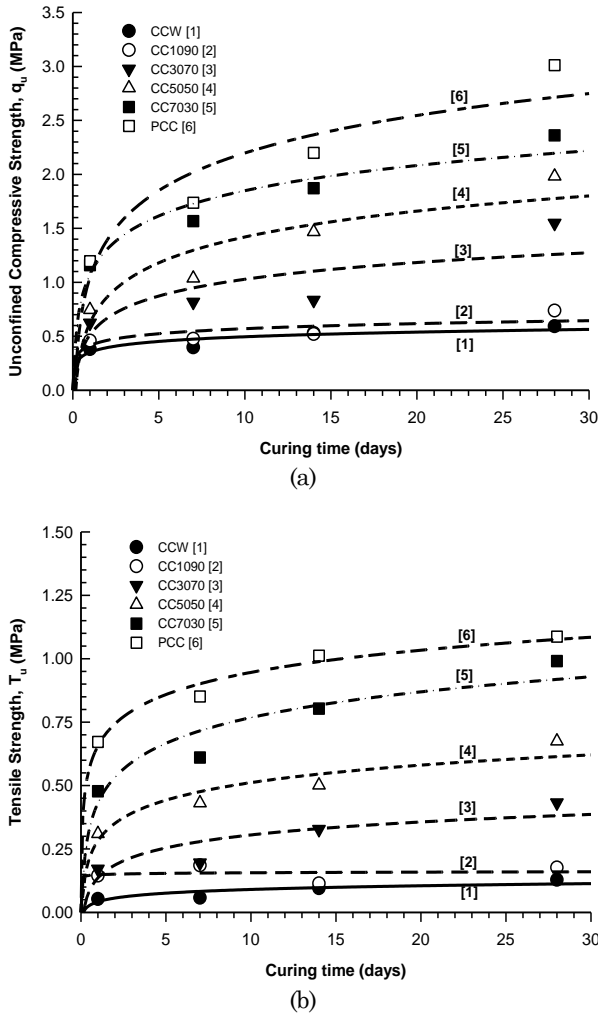 3.5
3.0
2.5
2.0
1.5
1.0
0.5
0.0
Unconfined Compressive Strength, qu (MPa)
CCW [1]
CC1090 [2]
CC3070 [3]
CC5050 [4]
CC7030 [5]
PCC [6]
[6]
[5]
[4]
[3]
[2]
[1]
0 5 10 15 20 25 30
Curing time (days)
(a)
1.50
1.25
1.00
0.75
0.50
0.25
0.00
Tensile Strength, Tu (MPa)
CCW [1]
CC1090 [2]
CC3070 [3]
CC5050 [4]
CC7030 [5]
PCC [6]
[6]
[5]
[4]
[3]
[2]
[1]
0 5 10 15 20 25 30
Curing time (days)
(b)